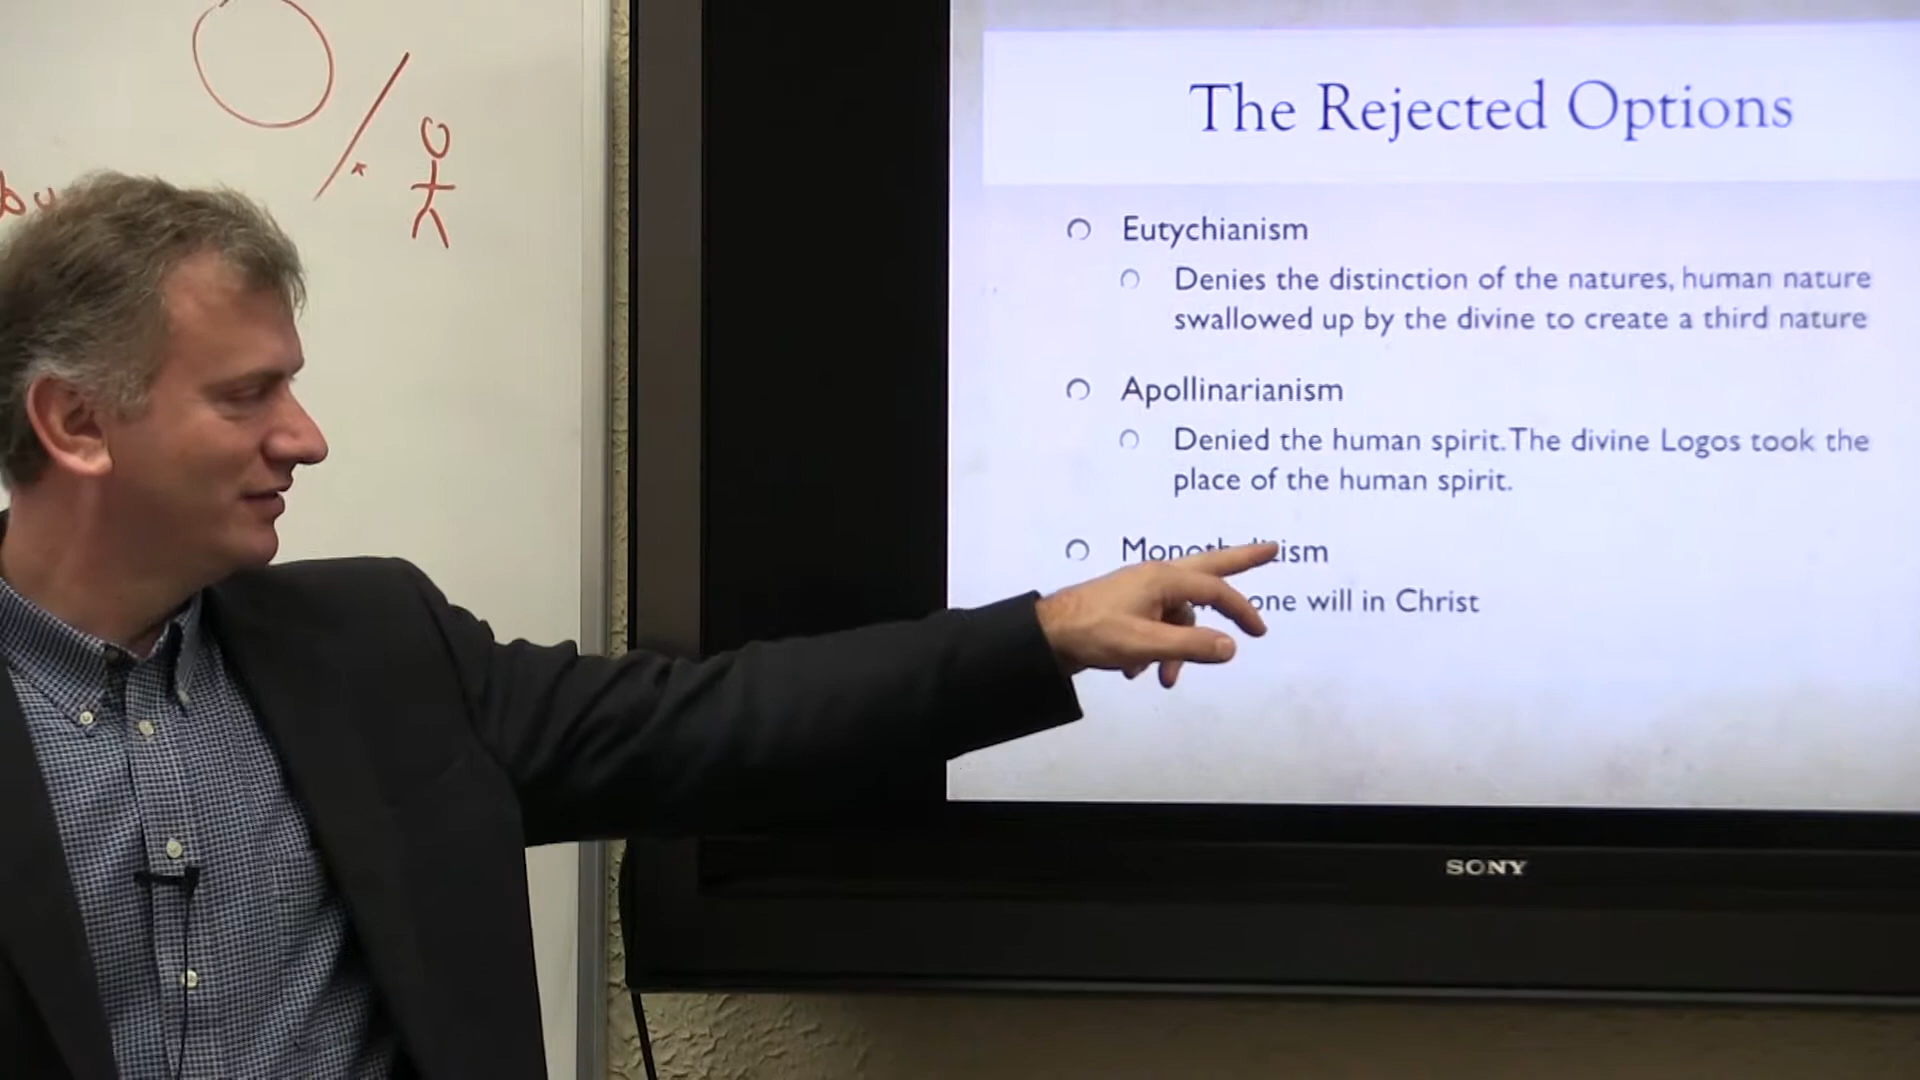 The Rejected Options
Eutychianism
Denies the distinction of the natures, human nature
swallowed up by the divine to create a third nature
Apollinarianism
Denied the human spirit. The divine Logos took the
place of the human spirit.
one will in Christ
SONY